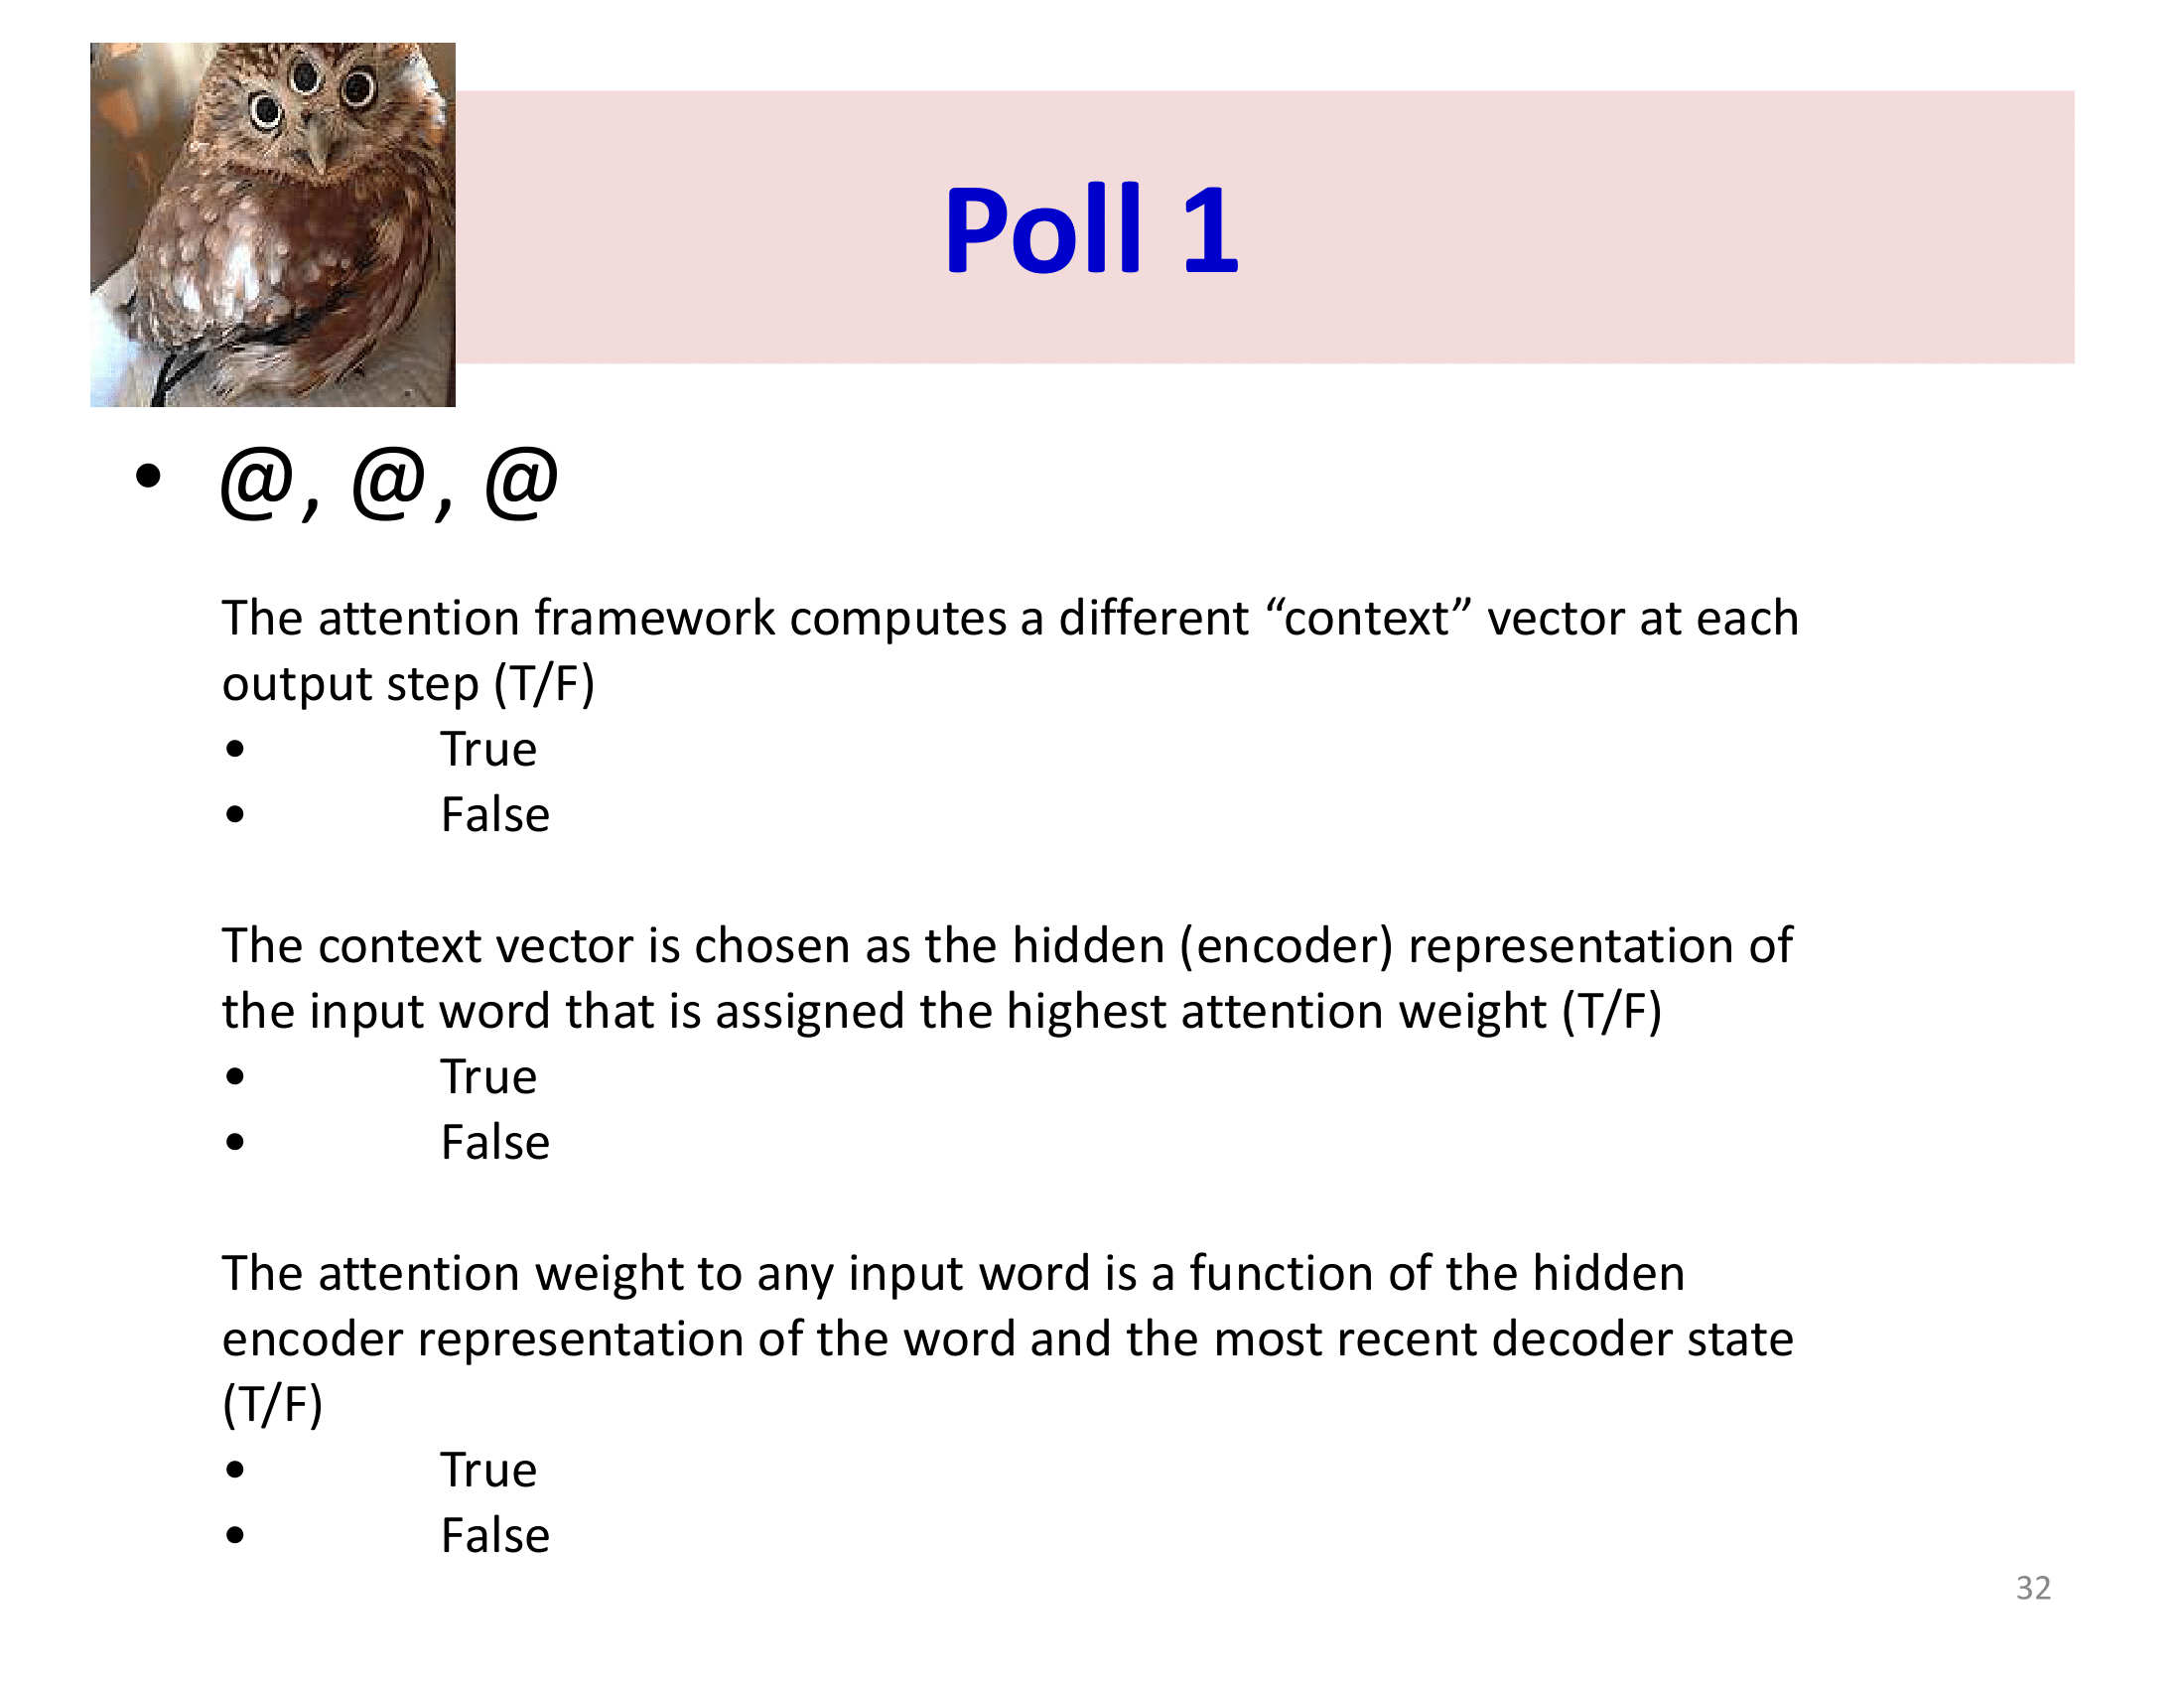 Poll 1
• @, @, @
The attention framework computes a different “context” vector at each
output step (T/F)
• True
• False
The context vector is chosen as the hidden (encoder) representation of
the input word that is assigned the highest attention weight (T/F)
• True
• False
The attention weight to any input word is a function of the hidden
encoder representation of the word and the most recent decoder state
(T/F)
• True
• False
32